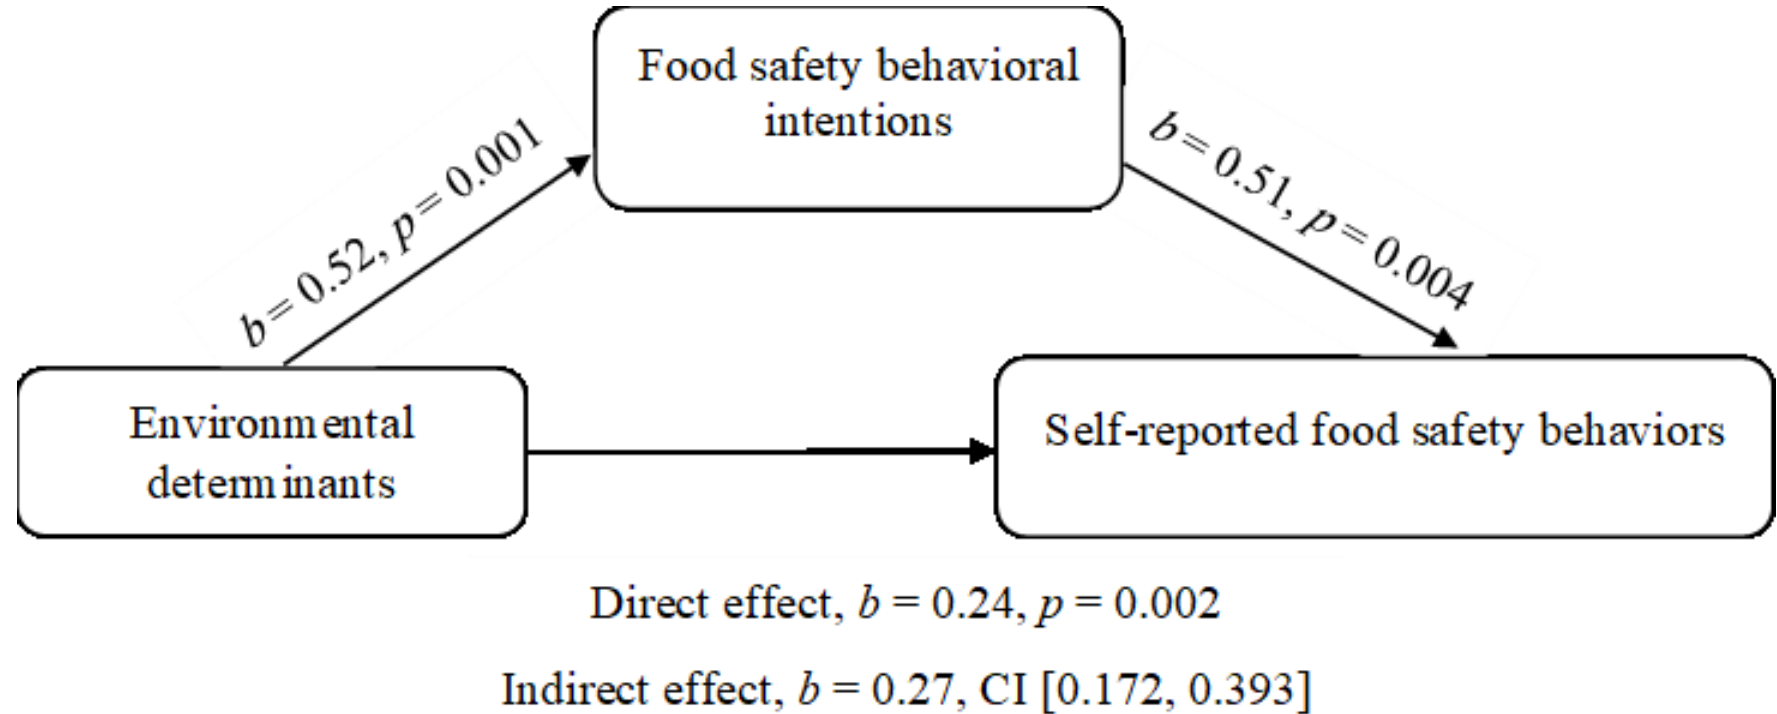 Food safety behavioral
intentions
b = 0.52, p = 0.001
b = 0.51, p = 0.004
Environmental
determinants
Self-reported food safety behaviors
Direct effect, b = 0.24, p = 0.002
Indirect effect, b = 0.27, CI [0.172, 0.393]